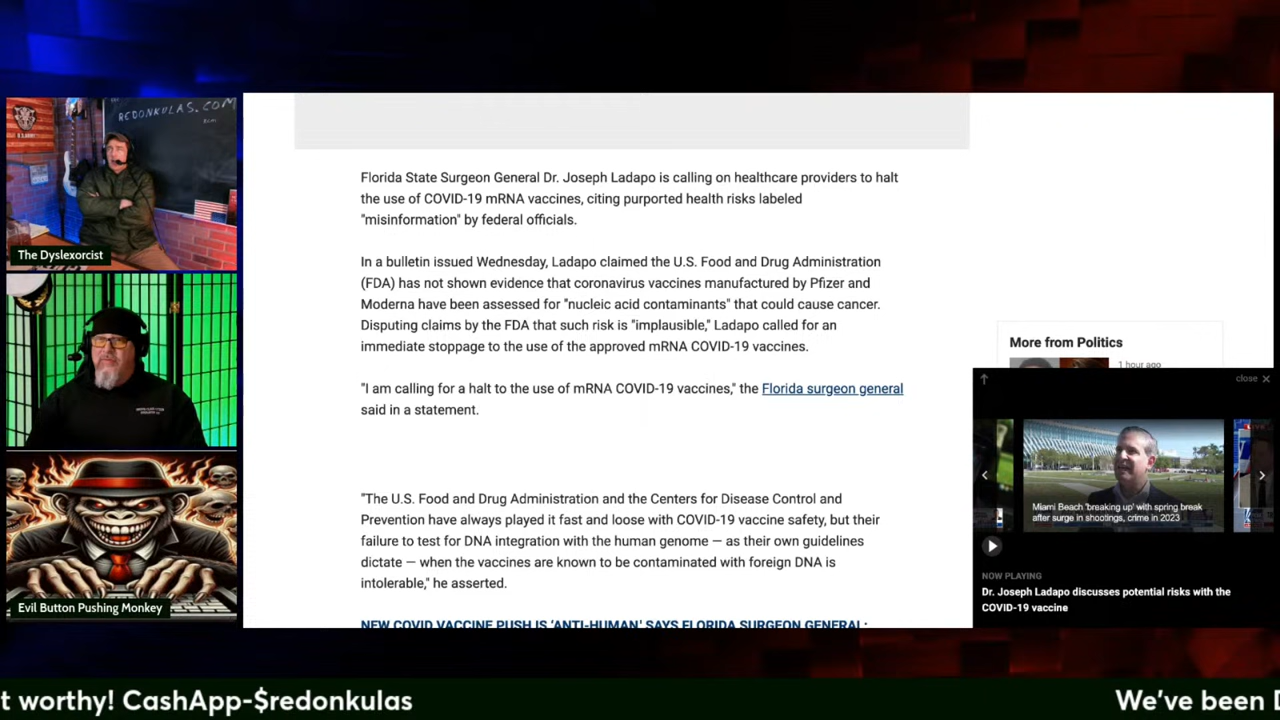 REDONKULAS.COM
The Dyslexorcist
Evil Button Pushing Monkey
Florida State Surgeon General Dr. Joseph Ladapo is calling on healthcare providers to halt
the use of COVID-19 mRNA vaccines, citing purported health risks labeled
"misinformation" by federal officials.
In a bulletin issued Wednesday, Ladapo claimed the U.S. Food and Drug Administration
(FDA) has not shown evidence that coronavirus vaccines manufactured by Pfizer and
Moderna have been assessed for "nucleic acid contaminants" that could cause cancer.
Disputing claims by the FDA that such risk is "implausible," Ladapo called for an
immediate stoppage to the use of the approved mRNA COVID-19 vaccines.
"I am calling for a halt to the use of mRNA COVID-19 vaccines," the Florida surgeon general
said in a statement.
"The U.S. Food and Drug Administration and the Centers for Disease Control and
Prevention have always played it fast and loose with COVID-19 vaccine safety, but their
failure to test for DNA integration with the human genome — as their own guidelines
dictate — when the vaccines are known to be contaminated with foreign DNA is
intolerable," he asserted.
NEW COVID VACCINE PUSH IS 'ANTI-HUMAN' SAYS FLORIDA SURGEON GENERAL:
More from Politics
1 hour ago
close
Miami Beach 'breaking up' with spring break
after surge in shootings, crime in 2023
NOW PLAYING
Dr. Joseph Ladapo discusses potential risks with the
COVID-19 vaccine
t worthy! CashApp-$redonkulas
We've been D